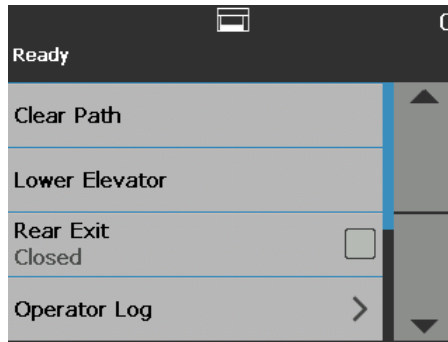 Ready
Clear Path
Lower Elevator
Rear Exit
Closed
Operator Log